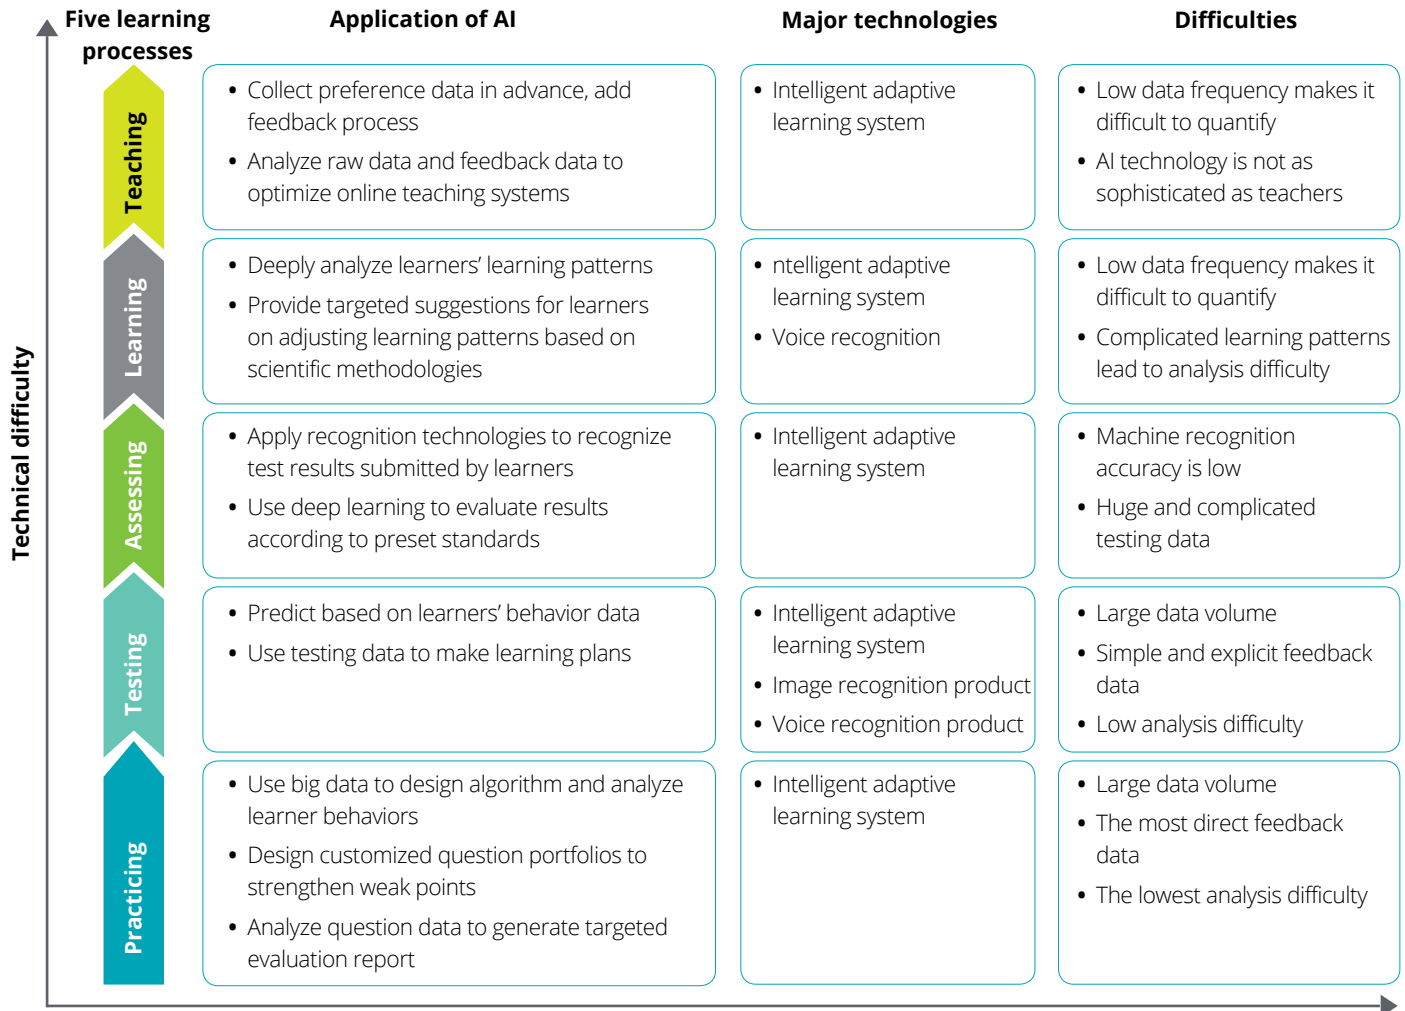 Five learning
processes
Application of AI
Major technologies
Difficulties
Technical difficulty
Teaching
• Collect preference data in advance, add
feedback process
• Analyze raw data and feedback data to
optimize online teaching systems
• Intelligent adaptive
learning system
• Low data frequency makes it
difficult to quantify
• AI technology is not as
sophisticated as teachers
Learning
• Deeply analyze learners’ learning patterns
• Provide targeted suggestions for learners
on adjusting learning patterns based on
scientific methodologies
• ntelligent adaptive
learning system
• Voice recognition
• Low data frequency makes it
difficult to quantify
• Complicated learning patterns
lead to analysis difficulty
Assessing
• Apply recognition technologies to recognize
test results submitted by learners
• Use deep learning to evaluate results
according to preset standards
• Intelligent adaptive
learning system
• Machine recognition
accuracy is low
• Huge and complicated
testing data
Testing
• Predict based on learners’ behavior data
• Use testing data to make learning plans
• Intelligent adaptive
learning system
• Image recognition product
• Voice recognition product
• Large data volume
• Simple and explicit feedback
data
• Low analysis difficulty
Practicing
• Use big data to design algorithm and analyze
learner behaviors
• Design customized question portfolios to
strengthen weak points
• Analyze question data to generate targeted
evaluation report
• Intelligent adaptive
learning system
• Large data volume
• The most direct feedback
data
• The lowest analysis difficulty